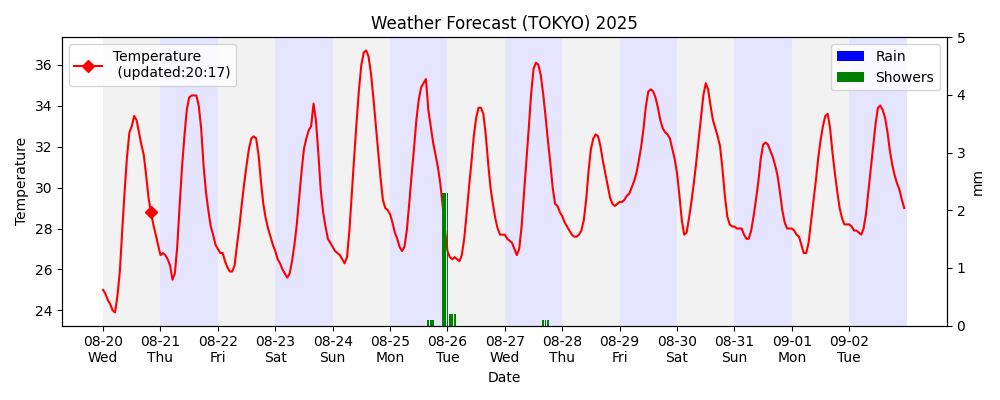 Weather Forecast (TOKYO) 2025
Temperature
(updated:20:17)
Rain
Showers
Temperature
36
34
32
30
28
26
24
5
4
3
2
1
0
mm
08-20 08-21 08-22 08-23 08-24 08-25 08-26 08-27 08-28 08-29 08-30 08-31 09-01 09-02
Wed Thu Fri Sat Sun Mon Tue Wed Thu Fri Sat Sun Mon Tue
Date